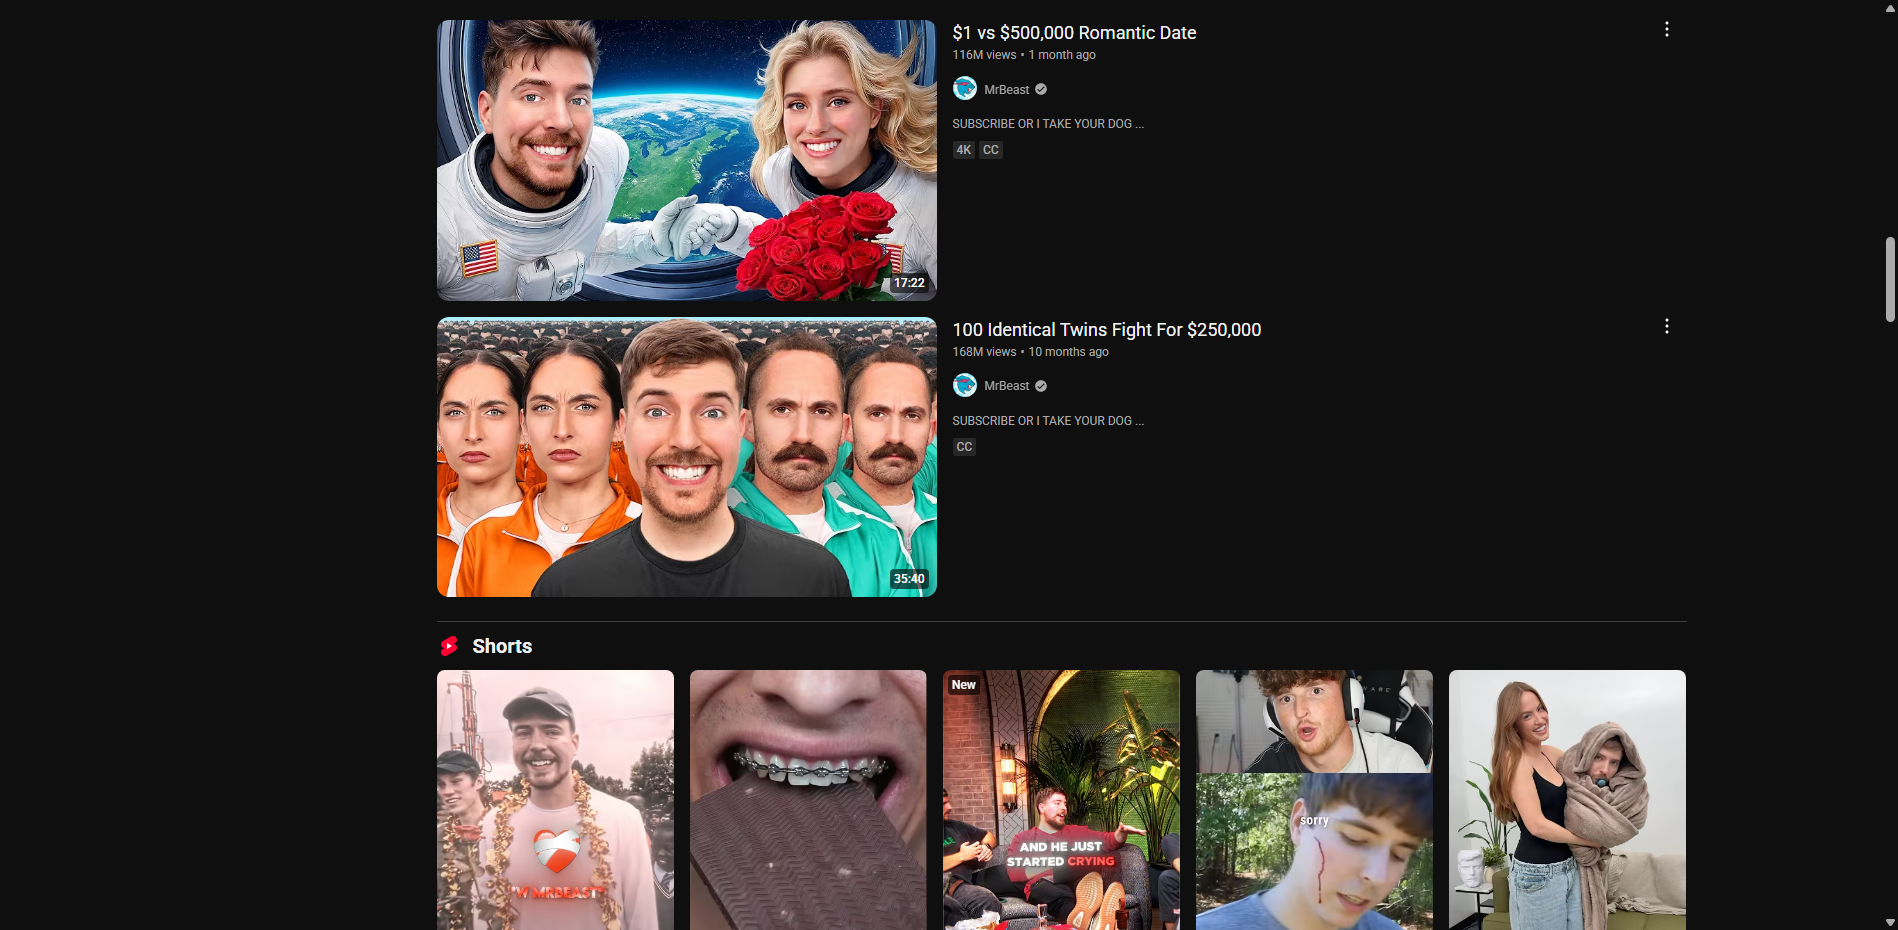 $1 vs $500,000 Romantic Date
116M views • 1 month ago
MrBeast
SUBSCRIBE OR I TAKE YOUR DOG ...
4K CC
17:22
100 Identical Twins Fight For $250,000
168M views • 10 months ago
MrBeast
SUBSCRIBE OR I TAKE YOUR DOG ...
CC
35:40
Shorts
"W MRBEAST"
New
AND HE JUST
STARTED CRYING
sorry